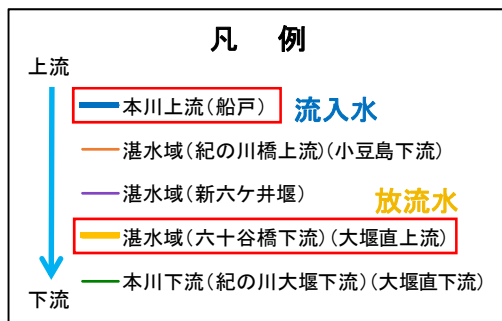 凡 例
上流
本川上流(船戸)
流入水
湛水域(紀の川橋上流)(小豆島下流)
湛水域(新六ケ井堰)
放流水
湛水域(六十谷橋下流)(大堰直上流)
本川下流(紀の川大堰下流)(大堰直下流)
下流